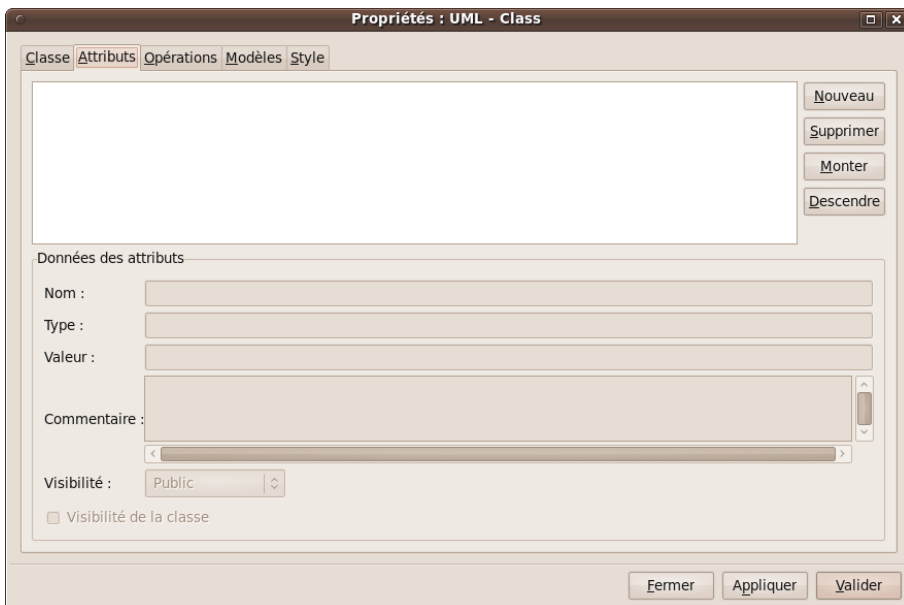 Propriétés : UML - Class
Classe Attributs Opérations Modèles Style
Nouveau
Supprimer
Monter
Descendre
Données des attributs
Nom :
Type :
Valeur :
Commentaire :
Visibilité : Public
Visibilité de la classe
Fermer Appliquer Valider